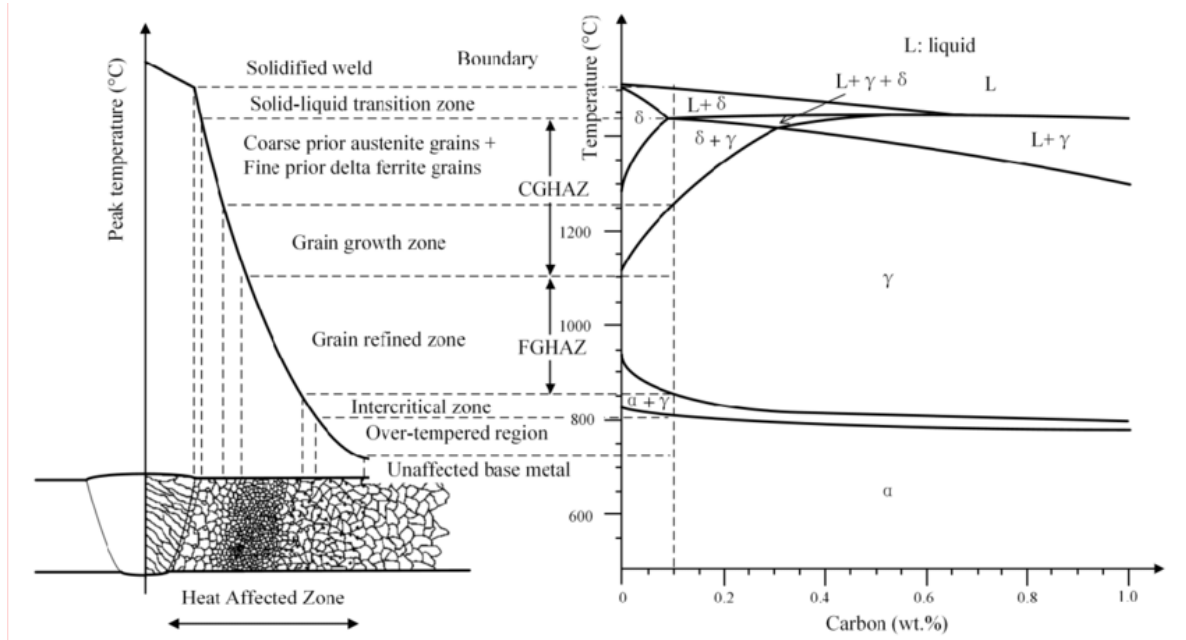 Peak temperature (°C)
Solidified weld
Boundary
Solid-liquid transition zone
Coarse prior austenite grains +
Fine prior delta ferrite grains
CGHAZ
Grain growth zone
Grain refined zone
FGHAZ
Intercritical zone
Over-tempered region
Unaffected base metal
Heat Affected Zone
Temperature (°C)
L: liquid
L+ γ + δ
L
L+ δ
δ
δ + γ
L+ γ
1200
γ
1000
α + γ
800
α
600
0
0.2
0.4
0.6
0.8
1.0
Carbon (wt.%)